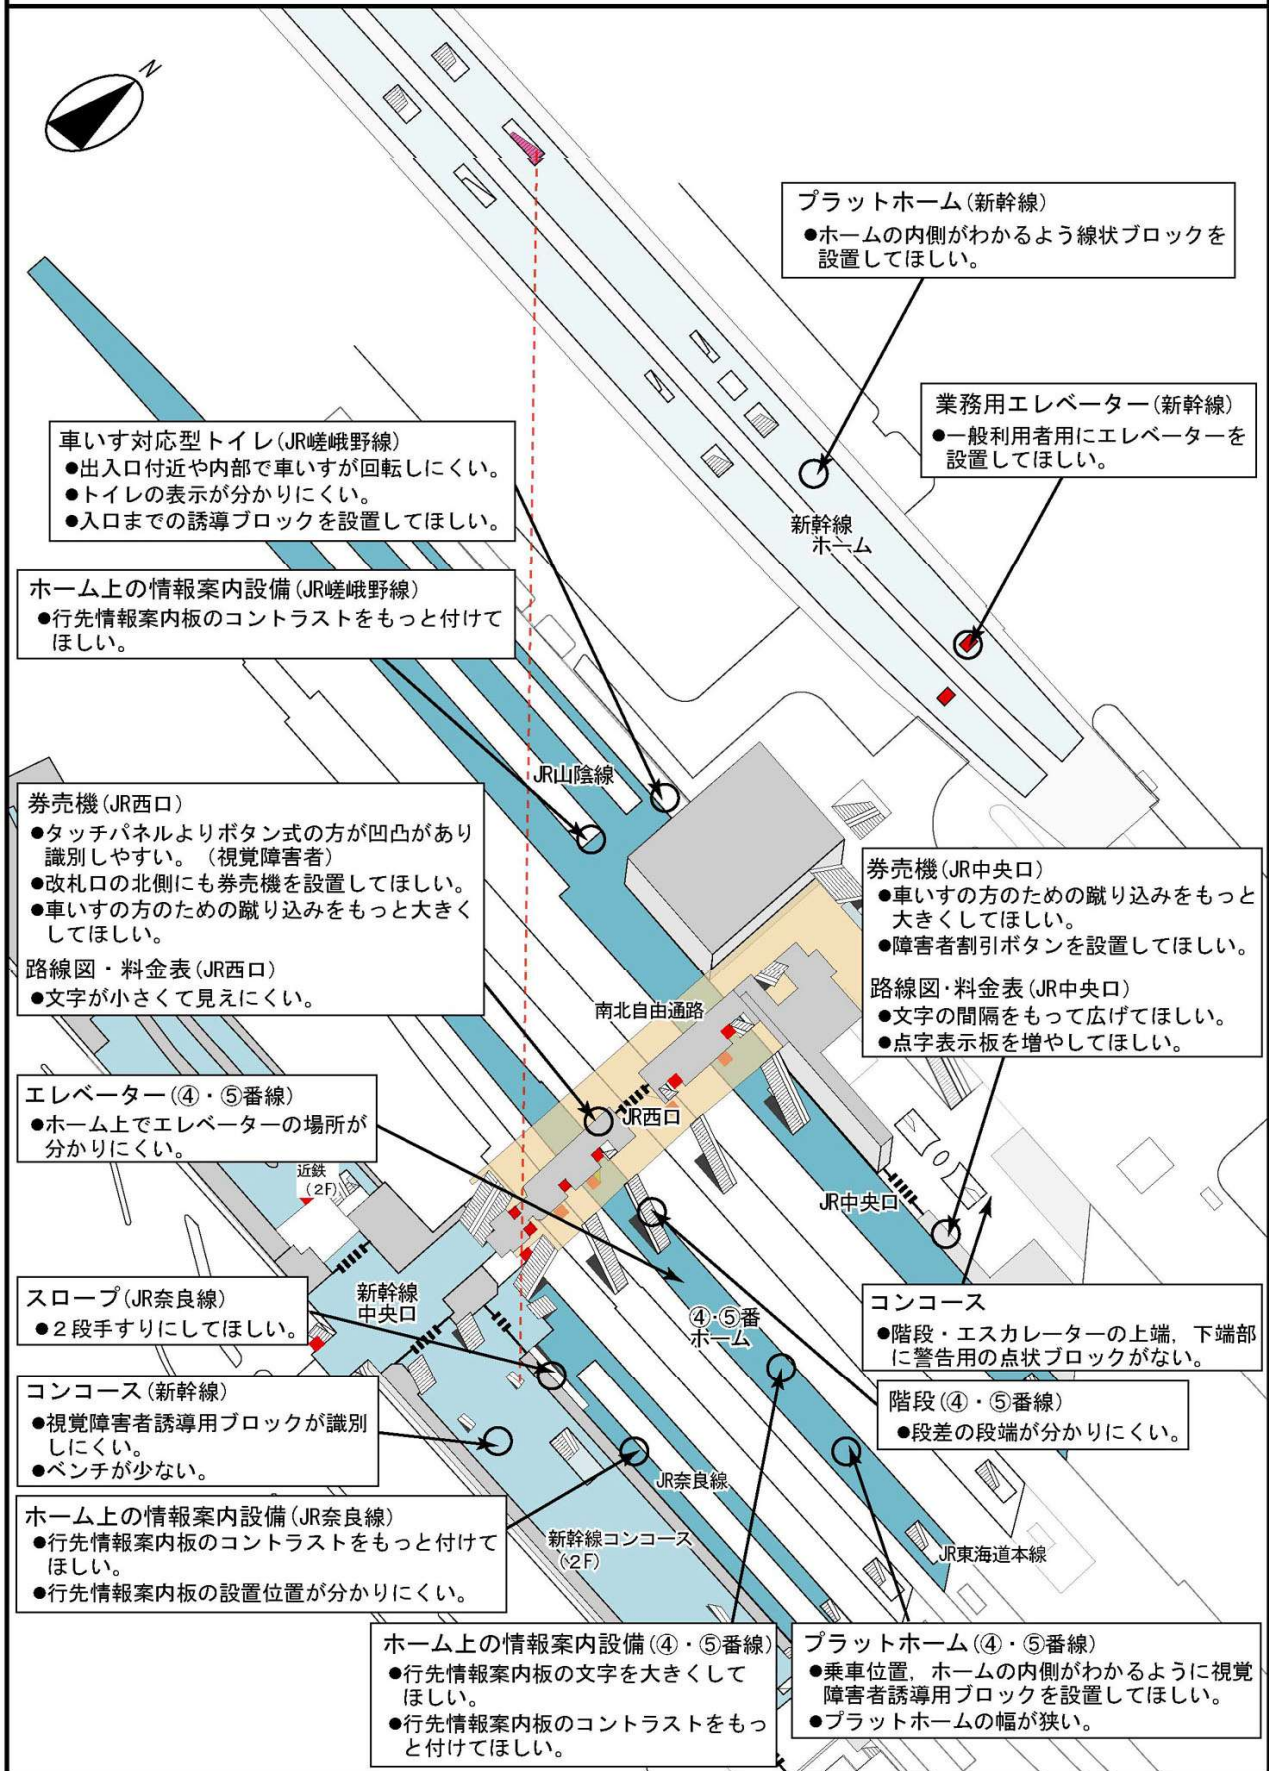 N
プラットホーム(新幹線)
●ホームの内側がわかるよう線状ブロックを
設置してほしい。
業務用エレベーター(新幹線)
●一般利用者用にエレベーターを
設置してほしい。
車いす対応型トイレ(JR嵯峨野線)
●出入口付近や内部で車いすが回転しにくい。
●トイレの表示が分かりにくい。
●入口までの誘導ブロックを設置してほしい。
新幹線
ホーム
ホーム上の情報案内設備(JR嵯峨野線)
●行先情報案内板のコントラストをもっと付けて
ほしい。
JR山陰線
券売機(JR西口)
●タッチパネルよりボタン式の方が凹凸があり
識別しやすい。（視覚障害者）
●改札口の北側にも券売機を設置してほしい。
●車いすの方のための蹴り込みをもっと大きく
してほしい。
路線図・料金表(JR西口)
●文字が小さくて見えにくい。
券売機(JR中央口)
●車いすの方のための蹴り込みをもっと
大きくしてほしい。
●障害者割引ボタンを設置してほしい。
路線図・料金表(JR中央口)
●文字の間隔をもって広げてほしい。
●点字表示板を増やしてほしい。
南北自由通路
エレベーター(④・⑤番線)
●ホーム上でエレベーターの場所が
分かりにくい。
JR西口
近鉄
(2F)
JR中央口
スロープ(JR奈良線)
●２段手すりにしてほしい。
新幹線
中央口
④・⑤番
ホーム
コンコース
●階段・エスカレーターの上端，下端部
に警告用の点状ブロックがない。
コンコース(新幹線)
●視覚障害者誘導用ブロックが識別
しにくい。
●ベンチが少ない。
階段(④・⑤番線)
●段差の段端が分かりにくい。
JR奈良線
ホーム上の情報案内設備(JR奈良線)
●行先情報案内板のコントラストをもっと付けて
ほしい。
●行先情報案内板の設置位置が分かりにくい。
新幹線コンコース
(2F)
JR東海道本線
ホーム上の情報案内設備(④・⑤番線)
●行先情報案内板の文字を大きくして
ほしい。
●行先情報案内板のコントラストをもっ
と付けてほしい。
プラットホーム(④・⑤番線)
●乗車位置，ホームの内側がわかるように視覚
障害者誘導用ブロックを設置してほしい。
●プラットホームの幅が狭い。